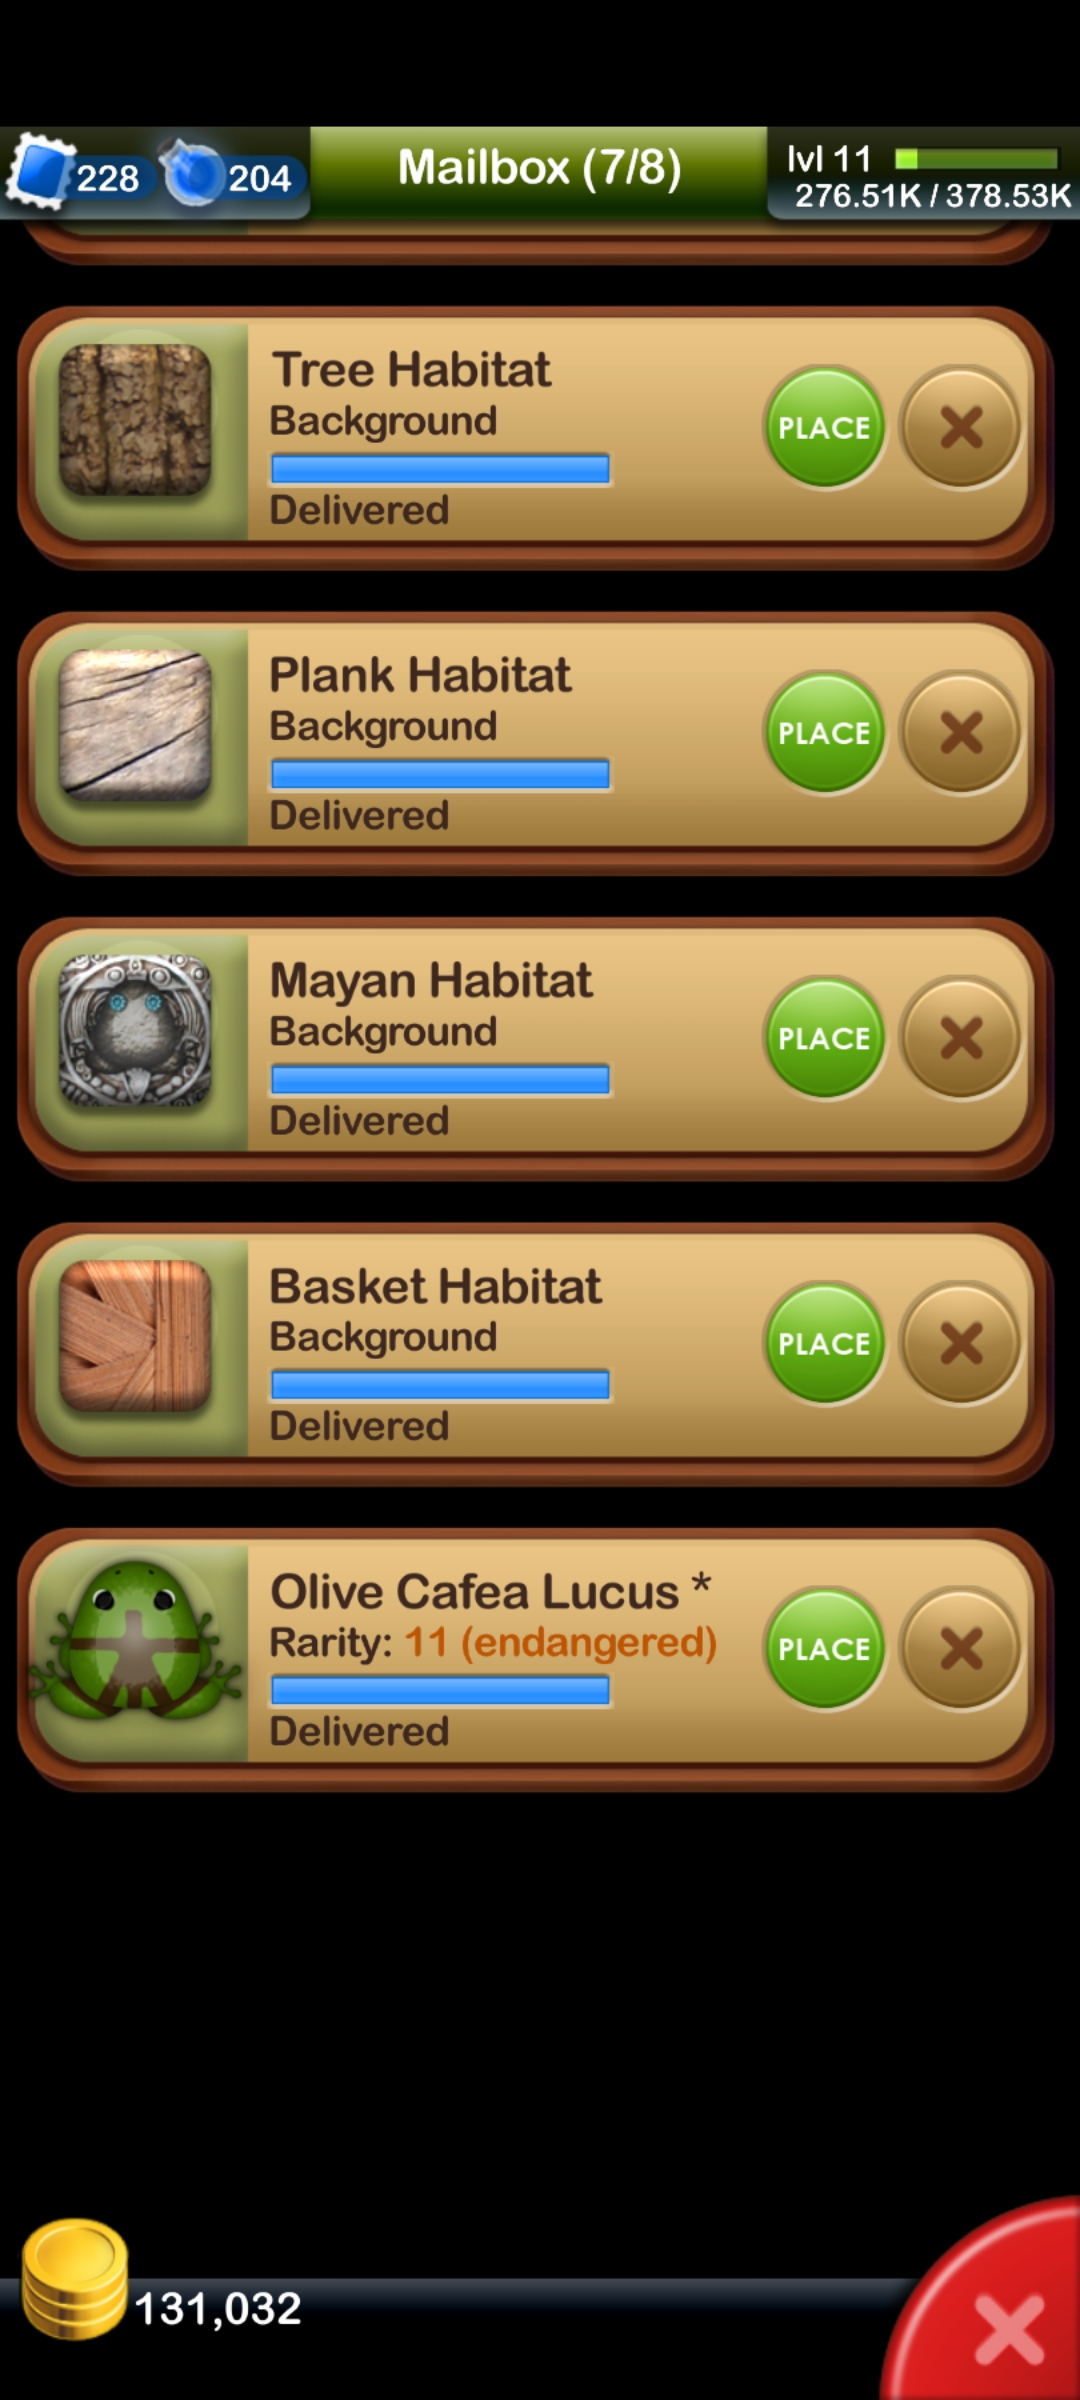 228 204 Mailbox (7/8) lvl 11
276.51K / 378.53K
Tree Habitat
Background
Delivered
PLACE
Plank Habitat
Background
Delivered
PLACE
Mayan Habitat
Background
Delivered
PLACE
Basket Habitat
Background
Delivered
PLACE
Olive Cafea Lucus *
Rarity: 11 (endangered)
Delivered
PLACE
131,032